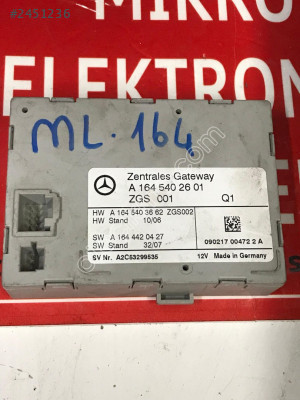 #2451236
ELEKTRON
ML-164
Zentrales Gateway
A 164 540 26 01
ZGS 001 Q1
HW A 164 540 36 62 ZGS002
HW Stand 10/06
SW A 164 442 04 27
SW Stand 32/07
090217 00472 2 A
SV Nr. A2C53299535 12V Made in Germany